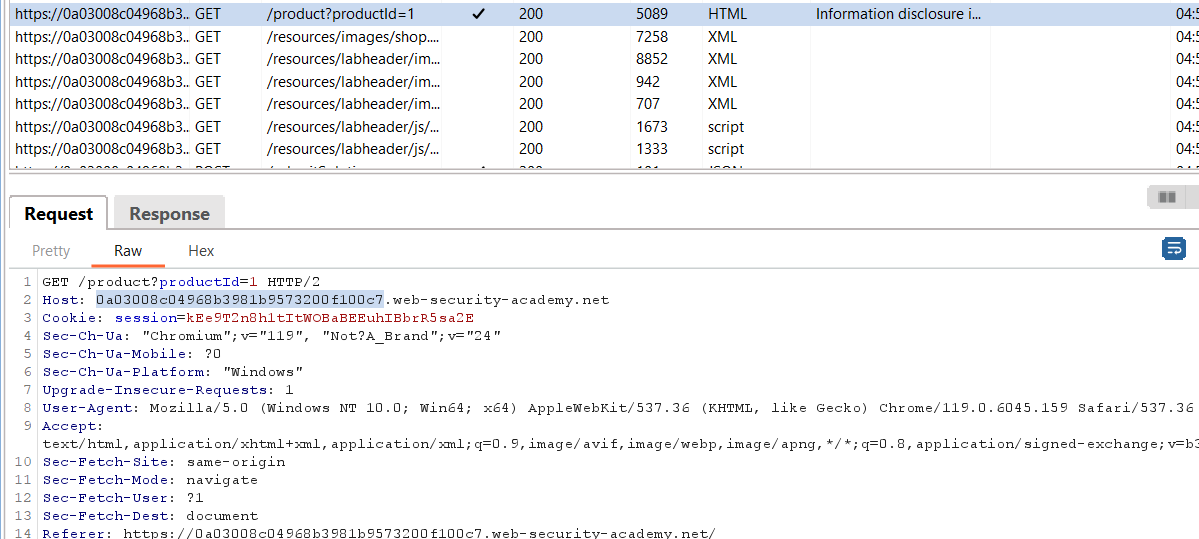 https://0a03008c04968b3... GET /product?productId=1 ✓ 200 5089 HTML Information disclosure i... 04:5
https://0a03008c04968b3... GET /resources/images/shop.... 200 7258 XML 04:5
https://0a03008c04968b3... GET /resources/labheader/im... 200 8852 XML 04:5
https://0a03008c04968b3... GET /resources/labheader/im... 200 942 XML 04:5
https://0a03008c04968b3... GET /resources/labheader/im... 200 707 XML 04:5
https://0a03008c04968b3... GET /resources/labheader/js/... 200 1673 script 04:5
https://0a03008c04968b3... GET /resources/labheader/js/... 200 1333 script 04:5
Request Response
Pretty Raw Hex
1 GET /product?productId=1 HTTP/2
2 Host: 0a03008c04968b3981b9573200f100c7.web-security-academy.net
3 Cookie: session=kEe9T2n8hltItWOBaBEEuhIBbrR5sa2E
4 Sec-Ch-Ua: "Chromium";v="119", "Not?A_Brand";v="24"
5 Sec-Ch-Ua-Mobile: ?0
6 Sec-Ch-Ua-Platform: "Windows"
7 Upgrade-Insecure-Requests: 1
8 User-Agent: Mozilla/5.0 (Windows NT 10.0; Win64; x64) AppleWebKit/537.36 (KHTML, like Gecko) Chrome/119.0.6045.159 Safari/537.36
9 Accept:
text/html,application/xhtml+xml,application/xml;q=0.9,image/avif,image/webp,image/apng,*/*;q=0.8,application/signed-exchange;v=b3
10 Sec-Fetch-Site: same-origin
11 Sec-Fetch-Mode: navigate
12 Sec-Fetch-User: ?1
13 Sec-Fetch-Dest: document
14 Referer: https://0a03008c04968b3981b9573200f100c7.web-security-academy.net/